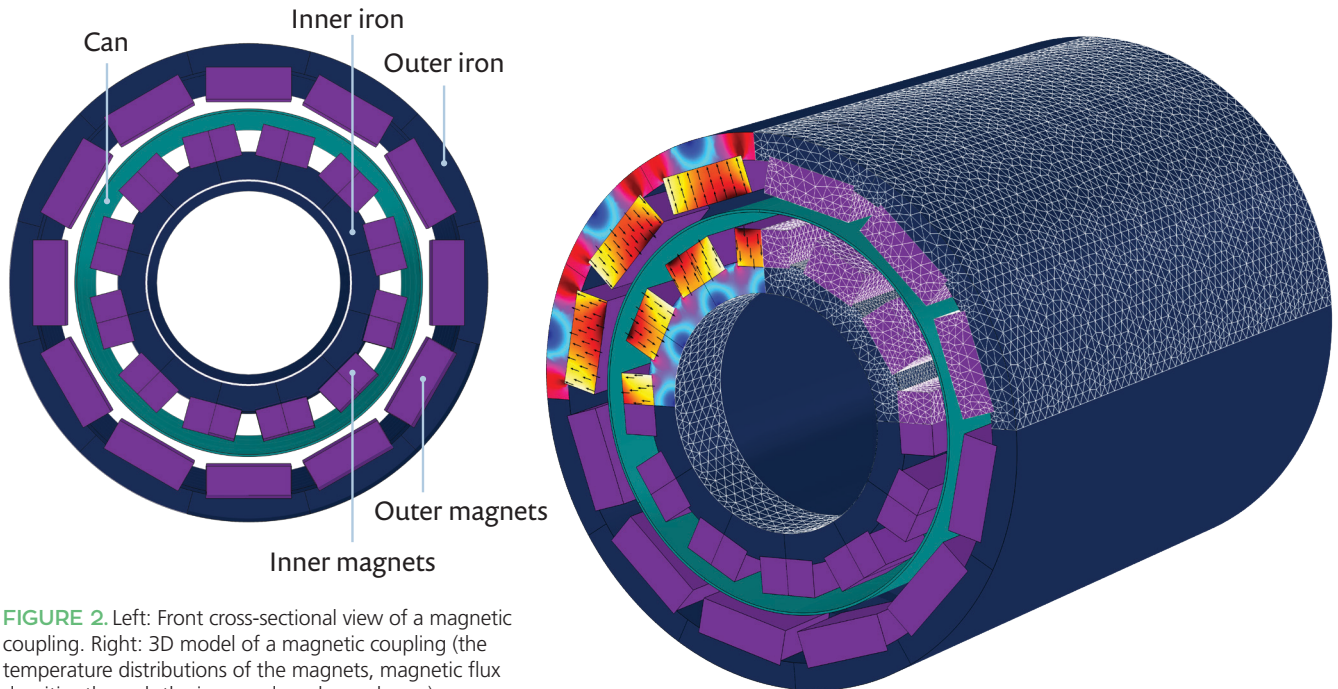 Inner iron
Can
Outer iron
Outer magnets
Inner magnets
FIGURE 2. Left: Front cross-sectional view of a magnetic
coupling. Right: 3D model of a magnetic coupling (the
temperature distributions of the magnets, magnetic flux